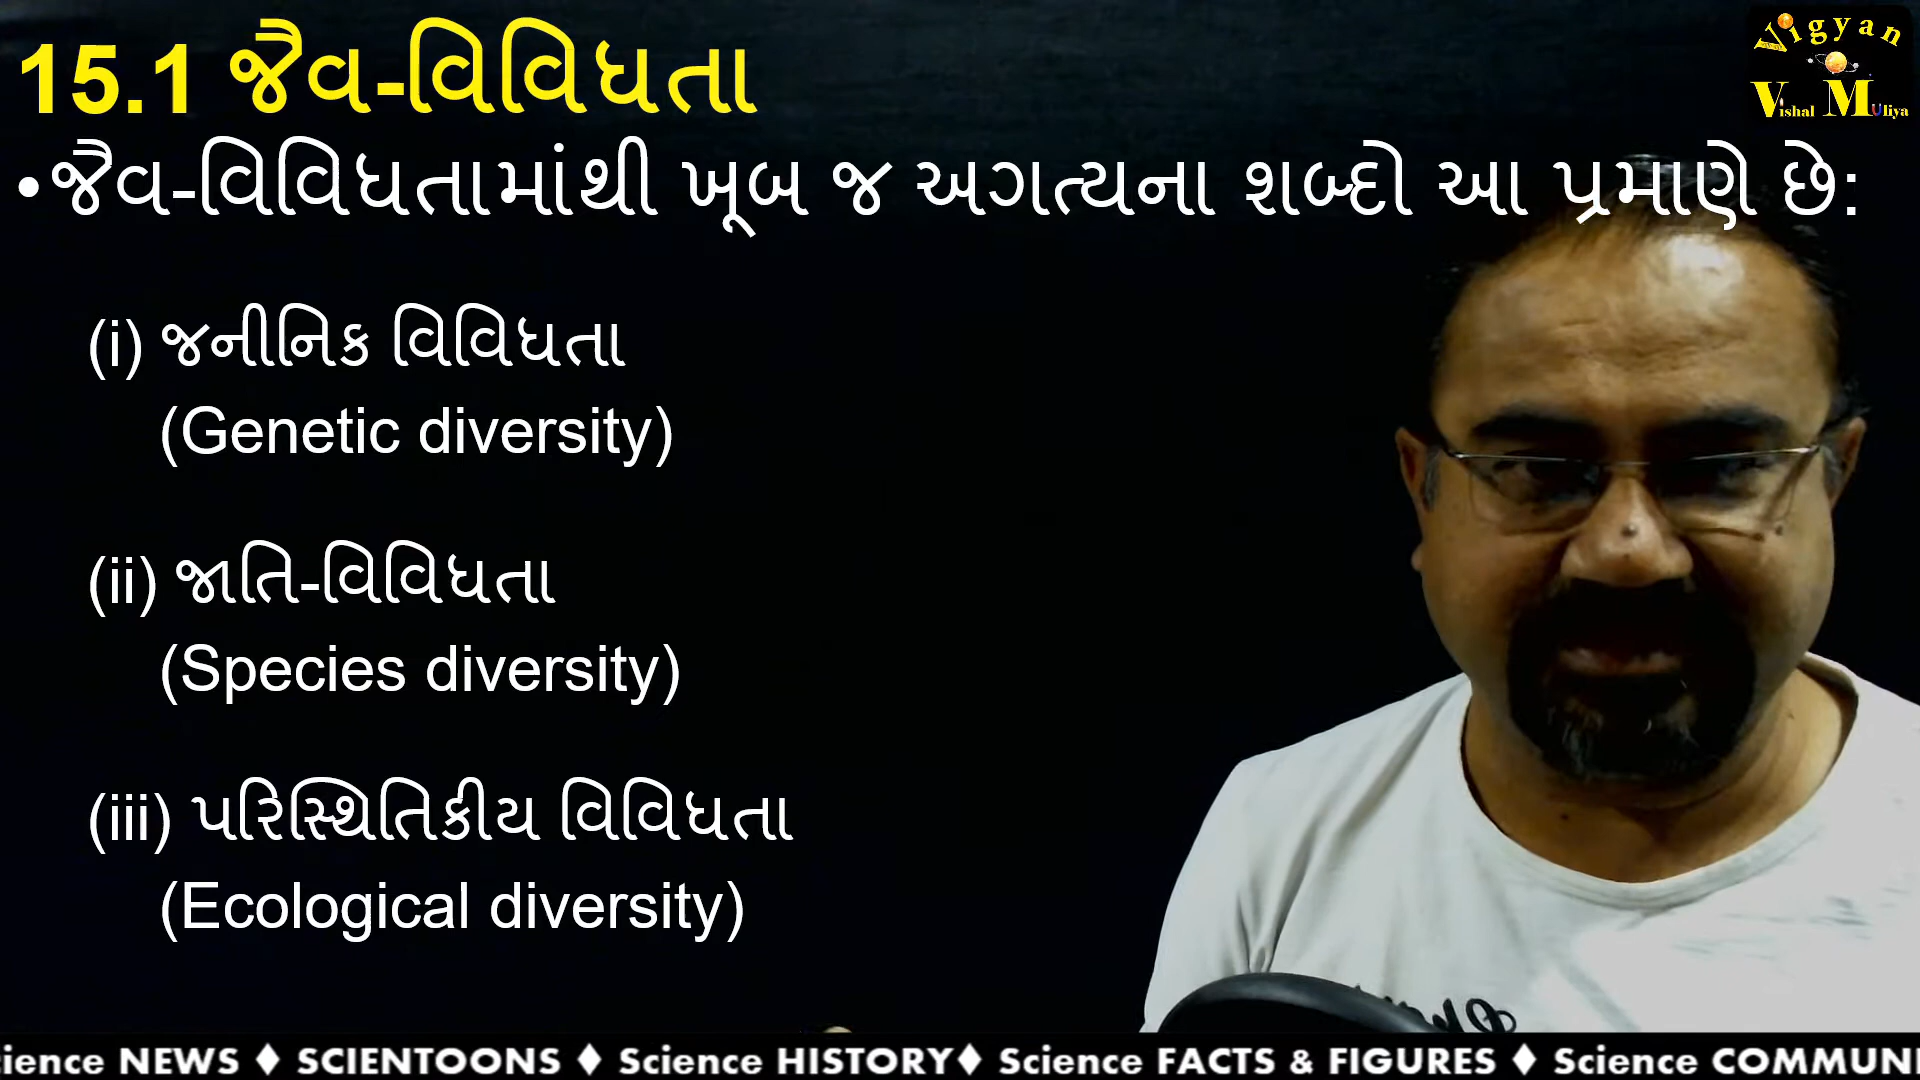 15.1 જૈવ-વિવિધતા
Vigyan
Vishal Muliya
•જૈવ-વિવિધતામાંથી ખૂબ જ અગત્યના શબ્દો આ પ્રમાણે છે:
(i) જનીનિક વિવિધતા
(Genetic diversity)
(ii) જાતિ-વિવિધતા
(Species diversity)
(iii) પરિસ્થિતિકીય વિવિધતા
(Ecological diversity)
cience NEWS ♦ SCIENTOONS ♦ Science HISTORY♦ Science FACTS & FIGURES ♦ Science COMMUNI